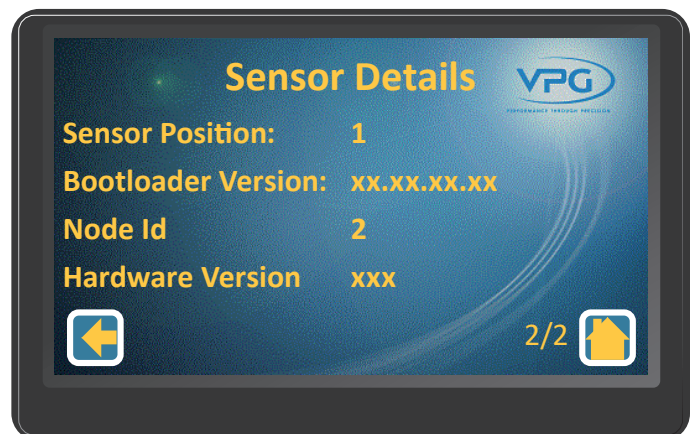 Sensor Details
VPG
PERFORMANCE THROUGH PRECISION
Sensor Position: 1
Bootloader Version: xx.xx.xx.xx
Node Id 2
Hardware Version xxx
2/2